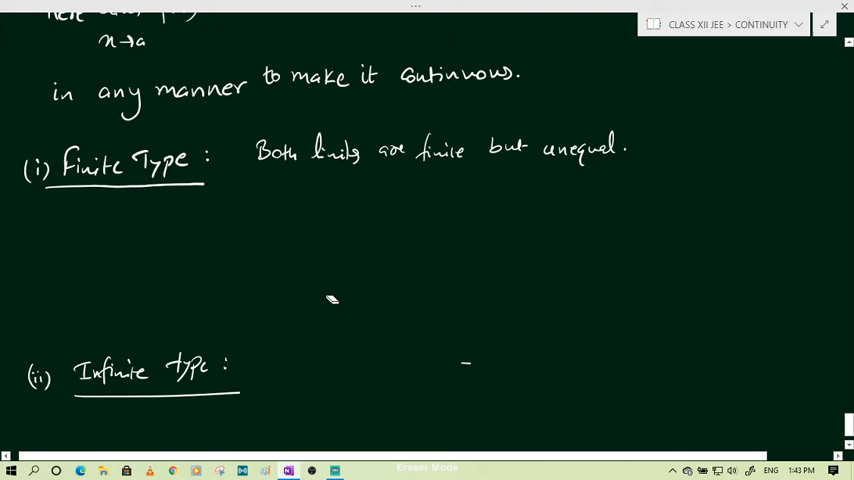 CLASS XII JEE > CONTINUITY
x→a
in any manner to make it continuous.
(i) Finite Type : Both limits are finite but unequal.
(ii) Infinite type : -
Eraser Mode
ENG 1:43 PM